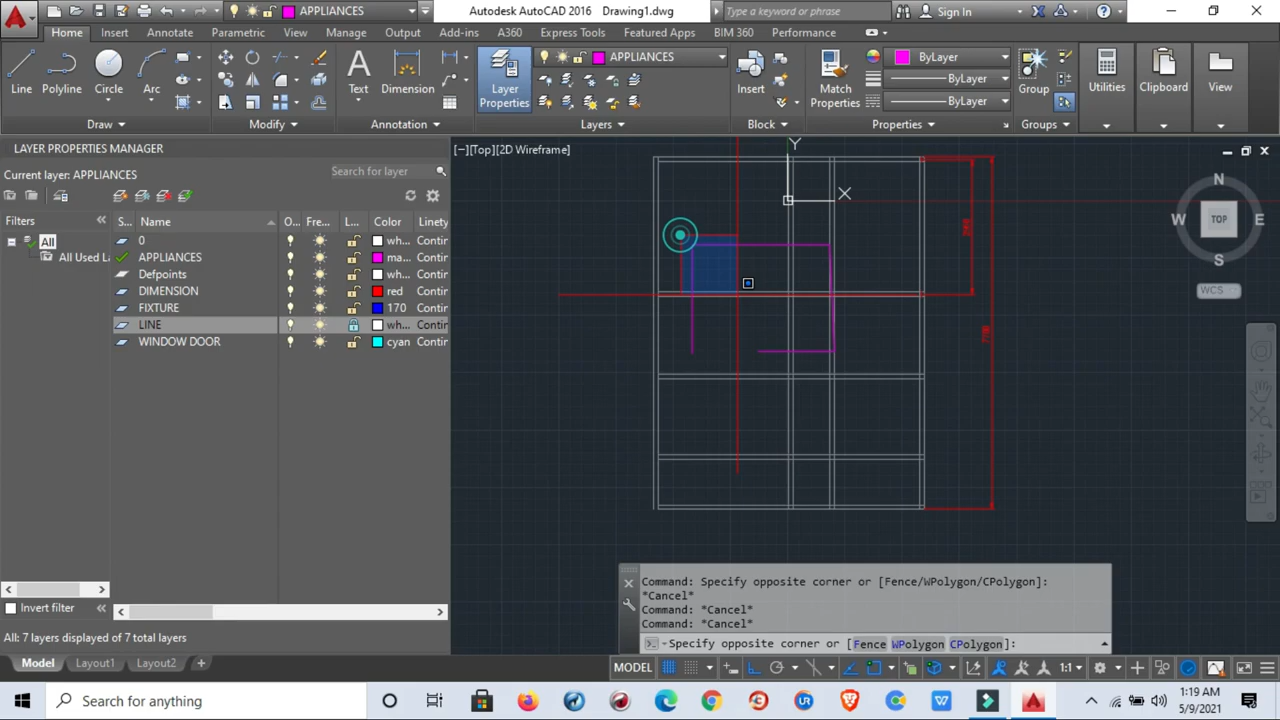 APPLIANCES
Autodesk AutoCAD 2016 Drawing1.dwg
Type a keyword or phrase
Sign In
Home Insert Annotate Parametric View Manage Output Add-ins A360 Express Tools Featured Apps BIM 360 Performance
APPLIANCES
ByLayer
ByLayer
ByLayer
Line Polyline Circle Arc Text Dimension Layer Properties Insert Match Properties Group Utilities Clipboard View
Draw Modify Annotation Layers Block Properties Groups
LAYER PROPERTIES MANAGER
[−][Top][2D Wireframe]
Current layer: APPLIANCES
Search for layer
Filters
S... Name O... Fre... L... Color Linety
All
All Used La
0 wh... Contin
APPLIANCES ma... Contin
Defpoints wh... Contin
DIMENSION red Contin
FIXTURE 170 Contin
LINE wh... Contin
WINDOW DOOR cyan Contin
Y
X
N
W TOP E
S
WCS
Invert filter
All: 7 layers displayed of 7 total layers
Command: Specify opposite corner or [Fence/WPolygon/CPolygon]:
*Cancel*
Command: *Cancel*
Command: *Cancel*
Specify opposite corner or [Fence WPolygon CPolygon]:
Model Layout1 Layout2 +
MODEL
1:1
Search for anything
1:19 AM
5/9/2021